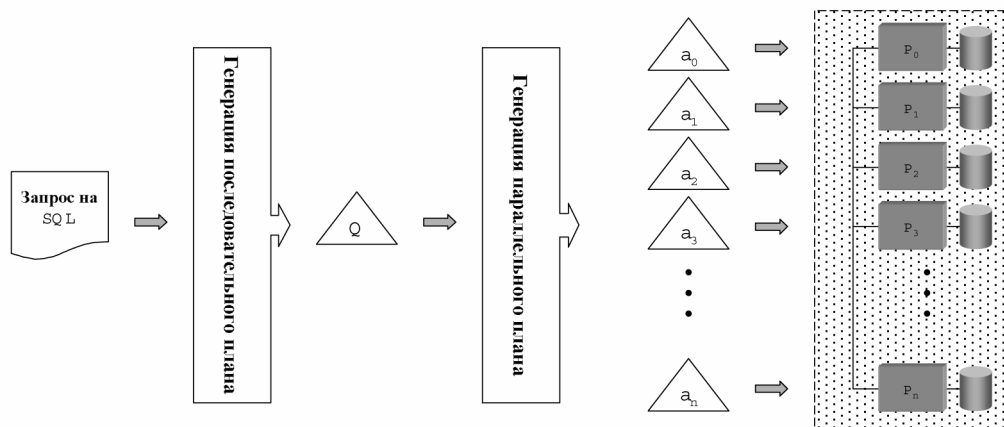 Запрос на
SQL
Генерация последовательного плана
Q
Генерация параллельного плана
a0
a1
a2
a3
an
P0
P1
P2
P3
Pn